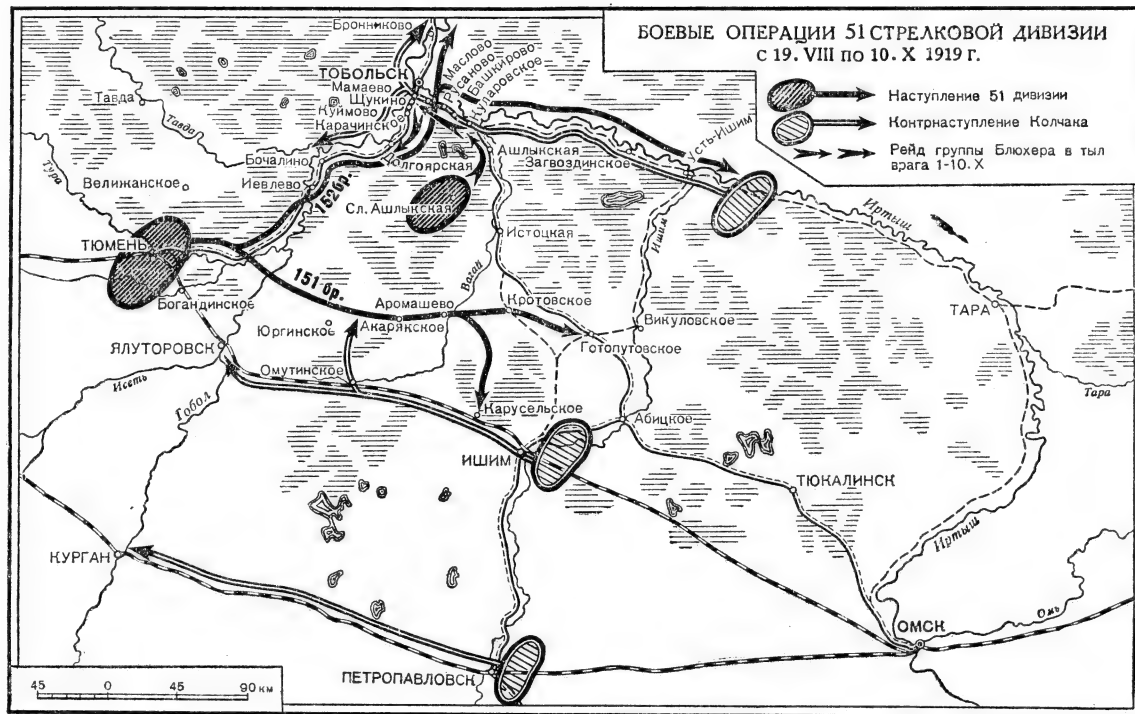 БОЕВЫЕ ОПЕРАЦИИ 51 СТРЕЛКОВОЙ ДИВИЗИИ
с 19. VIII по 10. X 1919 г.
Наступление 51 дивизии
Контрнаступление Колчака
Рейд группы Блюхера в тыл
врага 1-10. X
Бронниково
Маслово
Русаново
Башкирово
Кугларовское
ТОБОЛЬСК
Мамаево
Щукино
Куймово
Карачинское
Тавда
Тавда
Бочалино
Долгоярская
Ашлыкская
Загвоздинское
Усть-Ишим
Тура
Велижанское
Иевлево
152 бр.
Сл. Ашлыкская
Иртыш
ТЮМЕНЬ
Истоцкая
Ишим
151 бр.
Вагай
Богандинское
Аромашево
Кротовское
ТАРА
Юргинское
Акарякское
Викуловское
ЯЛУТОРОВСК
Готопутовское
Омутинское
Исеть
Тобол
Тара
Карусельское
Абицкое
ИШИМ
ТЮКАЛИНСК
Иртыш
КУРГАН
Омь
ОМСК
ПЕТРОПАВЛОВСК
45 0 45 90 км